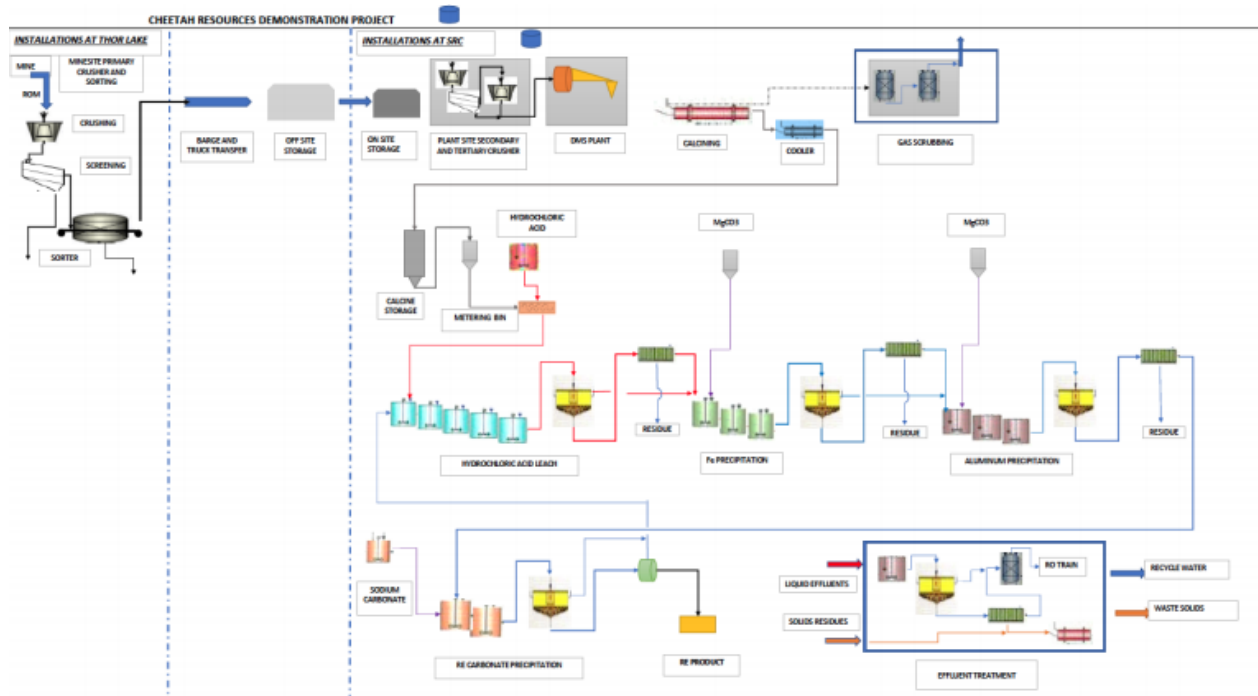 CHEETAH RESOURCES DEMONSTRATION PROJECT
INSTALLATIONS AT THOR LAKE
INSTALLATIONS AT SRC
MINE
MINESITE PRIMARY
CRUSHER AND
SORTING
ROM
CRUSHING
SCREENING
SORTER
BARGE AND
TRUCK TRANSFER
OFF SITE
STORAGE
ON SITE
STORAGE
PLANT SITE SECONDARY
AND TERTIARY CRUSHER
DMS PLANT
CALCINING
COOLER
GAS SCRUBBING
HYDROCHLORIC
ACID
MgCO3
MgCO3
CALCINE
STORAGE
METERING BIN
RESIDUE
RESIDUE
RESIDUE
HYDROCHLORIC ACID LEACH
Fe PRECIPITATION
ALUMINUM PRECIPITATION
SODIUM
CARBONATE
RE CARBONATE PRECIPITATION
RE PRODUCT
LIQUID EFFLUENTS
SOLIDS RESIDUES
RO TRAIN
RECYCLE WATER
WASTE SOLIDS
EFFLUENT TREATMENT